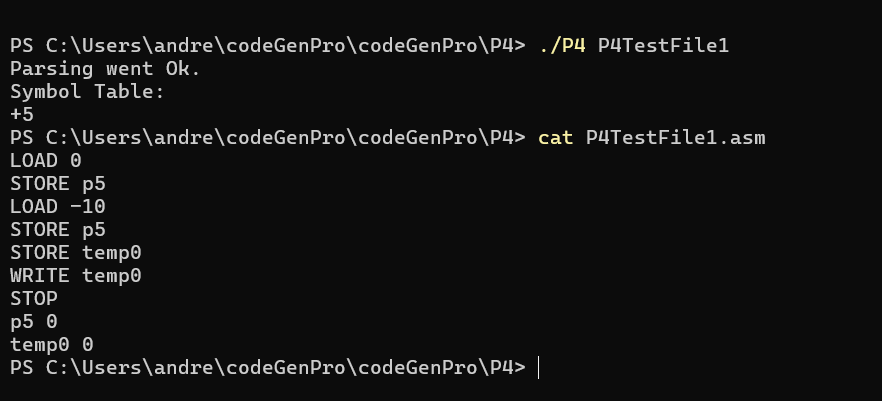 PS C:\Users\andre\codeGenPro\codeGenPro\P4> ./P4 P4TestFile1
Parsing went Ok.
Symbol Table:
+5
PS C:\Users\andre\codeGenPro\codeGenPro\P4> cat P4TestFile1.asm
LOAD 0
STORE p5
LOAD -10
STORE p5
STORE temp0
WRITE temp0
STOP
p5 0
temp0 0
PS C:\Users\andre\codeGenPro\codeGenPro\P4>